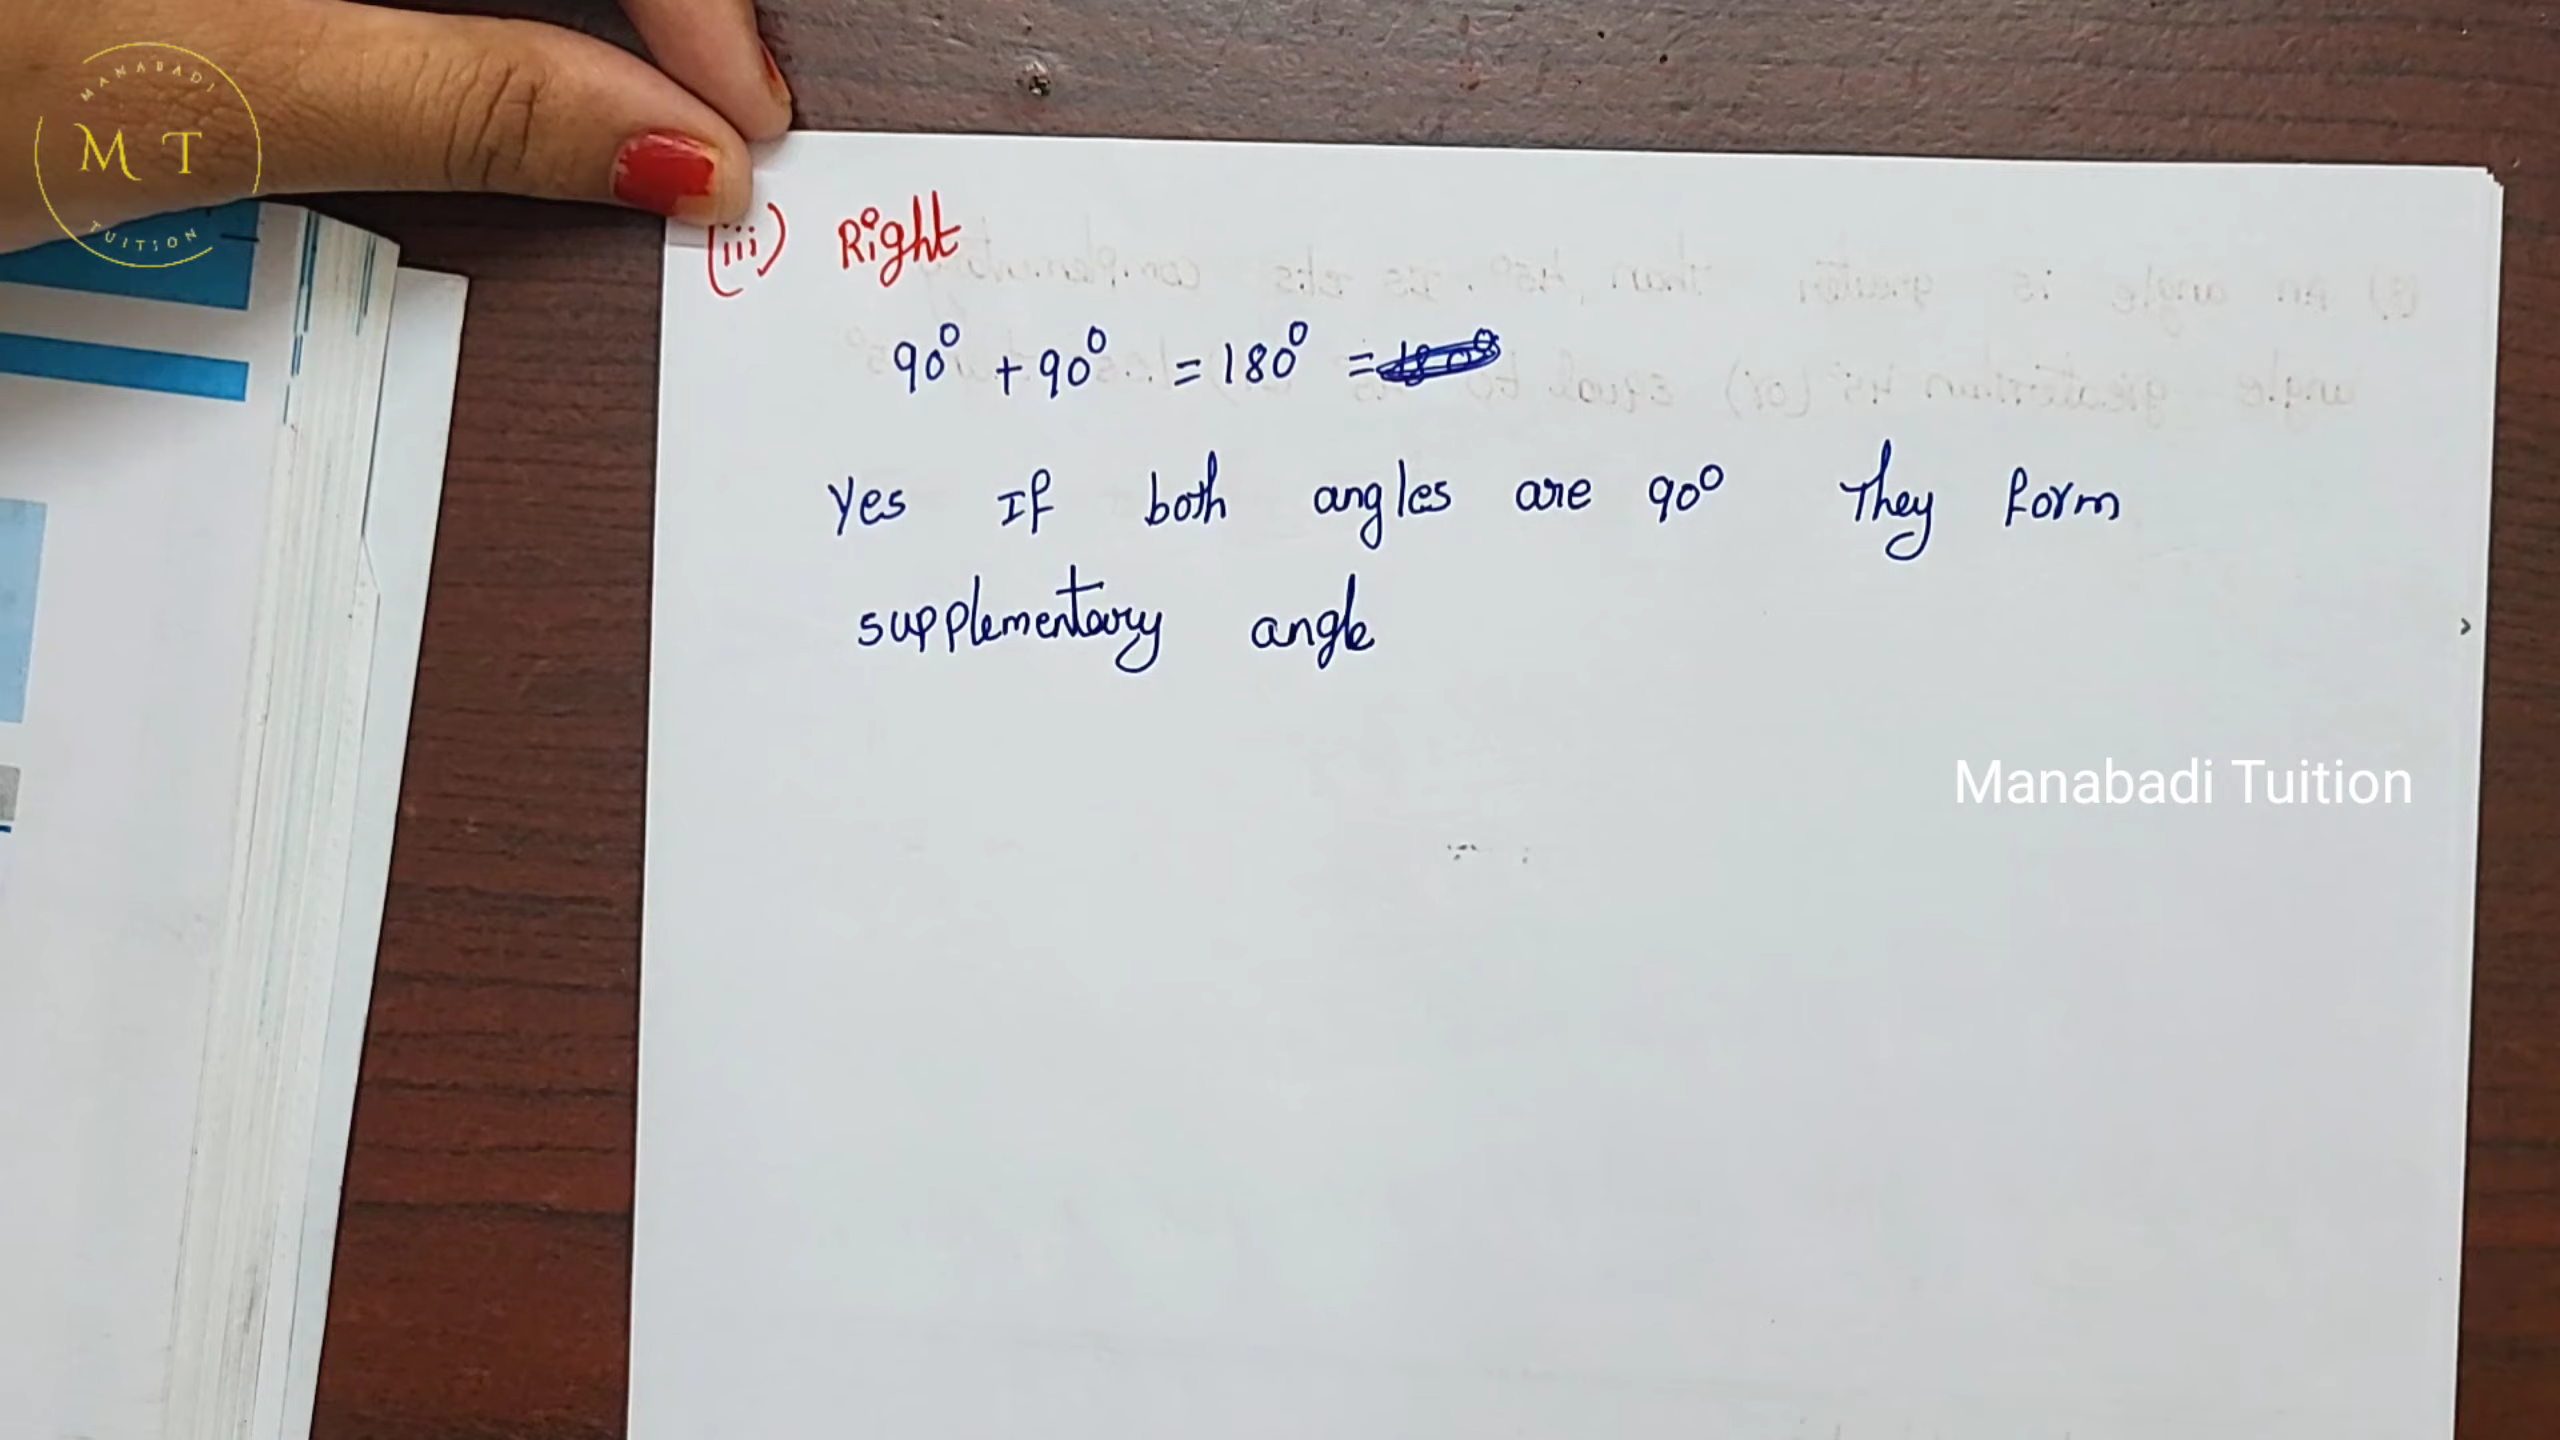 MANABADI
M T
TUITION
(iii) Right
90° + 90° = 180° =
Yes If both angles are 90° They form
supplementary angle
Manabadi Tuition